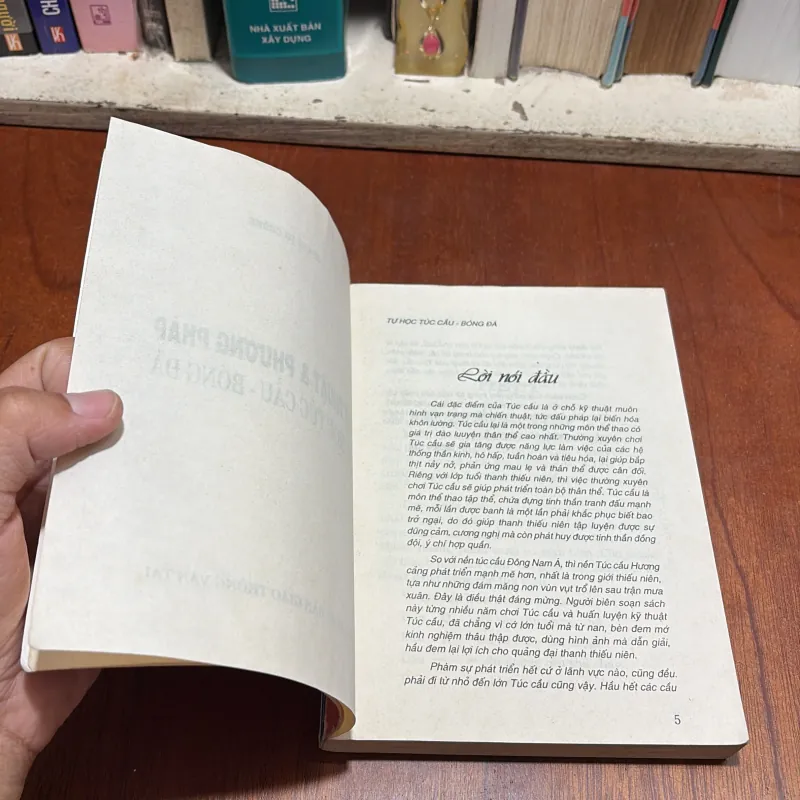 NHÀ XUẤT BẢN
XÂY DỰNG
TỰ HỌC TÚC CẦU - BÓNG ĐÁ
Lời nói đầu
Cái đặc điểm của Túc cầu là ở chỗ kỹ thuật muôn
hình vạn trạng mà chiến thuật, tức đấu pháp lại biến hóa
khôn lường. Túc cầu lại là một trong những môn thể thao có
giá trị đào luuyện thân thể cao nhất. Thường xuyên chơi
Túc cầu sẽ gia tăng được năng lực làm việc của các hệ
thống thần kinh, hô hấp, tuần hoàn và tiêu hóa, lại giúp bắp
thịt nảy nở, phản ứng mau lẹ và thân thể được cân đối.
Riêng với lớp tuổi thanh thiếu niên, thì việc thường xuyên
chơi Túc cầu sẽ giúp phát triển toàn bộ thân thể. Túc cầu là
môn thể thao tập thể, chứa đựng tinh thần tranh đấu mạnh
mẽ, mỗi lần được banh là một lần phải khắc phục biết bao
trở ngại, do đó giúp thanh thiếu niên tập luyện được sự
dũng cảm, cương nghị mà còn phát huy được tinh thần đồng
đội, ý chí hợp quần.
So với nền túc cầu Đông Nam Á, thì nền Túc cầu Hương
cảng phát triển mạnh mẽ hơn, nhất là trong giới thiếu niên,
tựa như những đám măng non vùn vụt trổ lên sau trận mưa
xuân. Đây là điều thật đáng mừng. Người biên soạn sách
này từng nhiều năm chơi Túc cầu và huấn luyện kỹ thuật
Túc cầu, đã chẳng vì cớ lớn tuổi mà từ nan, bèn đem mớ
kinh nghiệm thâu thập được, dùng hình ảnh mà dẫn giải,
hầu đem lại lợi ích cho quảng đại thanh thiếu niên.
Phàm sự phát triển hết cứ ở lãnh vực nào, cũng đều
phải đi từ nhỏ đến lớn Túc cầu cũng vậy. Hầu hết các cầu
5